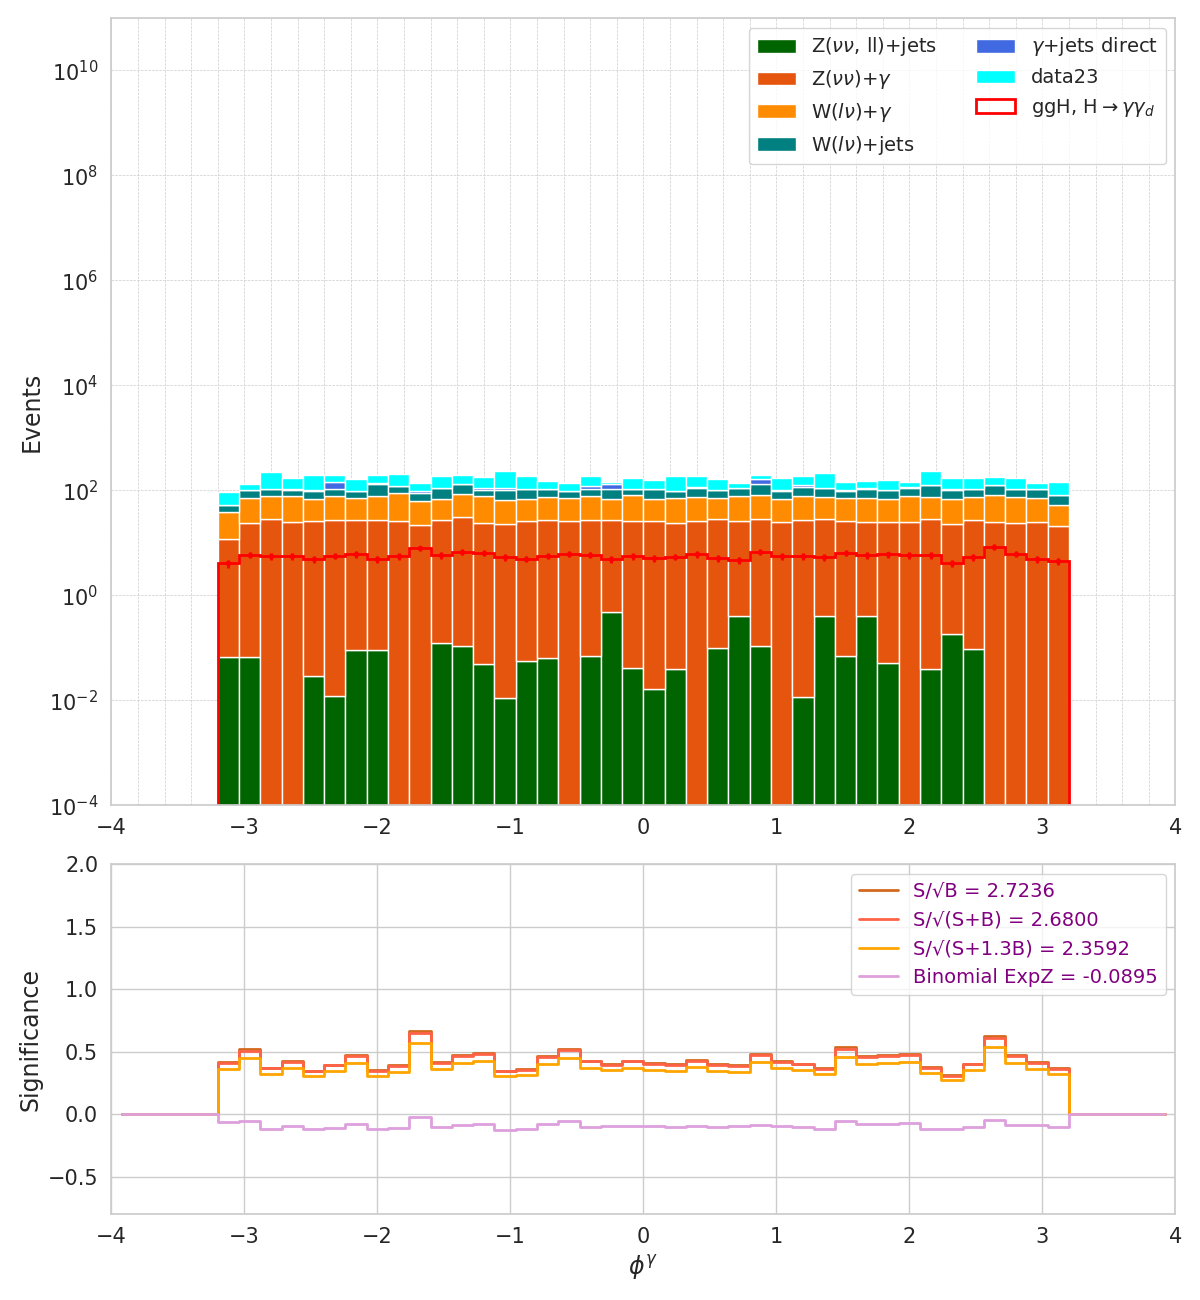 Z(νν, ll)+jets
Z(νν)+γ
W(lν)+γ
W(lν)+jets
γ+jets direct
data23
ggH, H→γγ_d
Events
10^10
10^8
10^6
10^4
10^2
10^0
10^−2
10^−4
−4 −3 −2 −1 0 1 2 3 4
S/√B = 2.7236
S/√(S+B) = 2.6800
S/√(S+1.3B) = 2.3592
Binomial ExpZ = -0.0895
Significance
2.0
1.5
1.0
0.5
0.0
−0.5
−4 −3 −2 −1 0 1 2 3 4
ϕ^γ